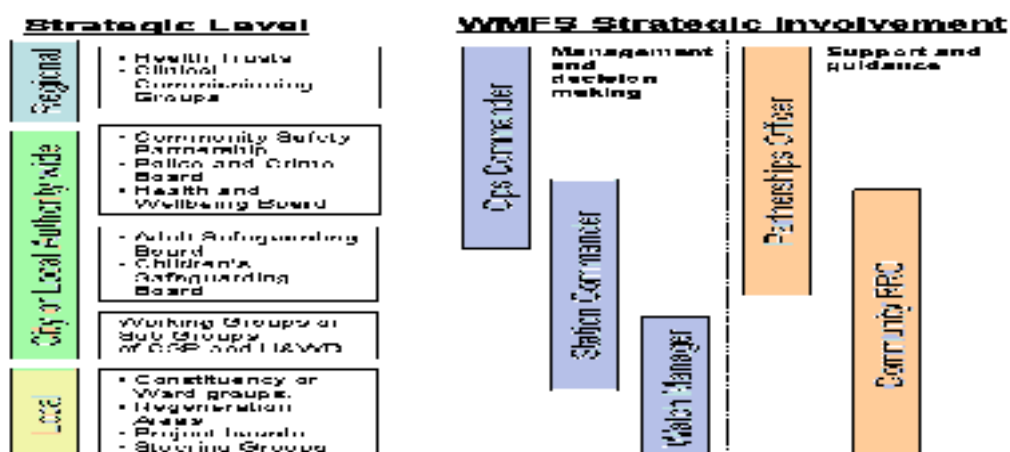 Strategic Level
WMFS Strategic Involvement
Regional
• Health Trusts
• Clinical
Commissioning
Groups
City or Local Authority wide
• Community Safety
Partnership
• Police and Crime
Board
• Health and
Wellbeing Board
• Adult Safeguarding
Board
• Children's
Safeguarding
Board
Working Groups or
Sub Groups
of CSP and H&WB
Local
• Constituency or
Ward groups.
• Regeneration
Areas
• Project boards
• Steering Groups
Management
and
decision
making
Support and
guidance
Ops Commander
Station Commander
Watch Manager
Partnerships Officer
Community